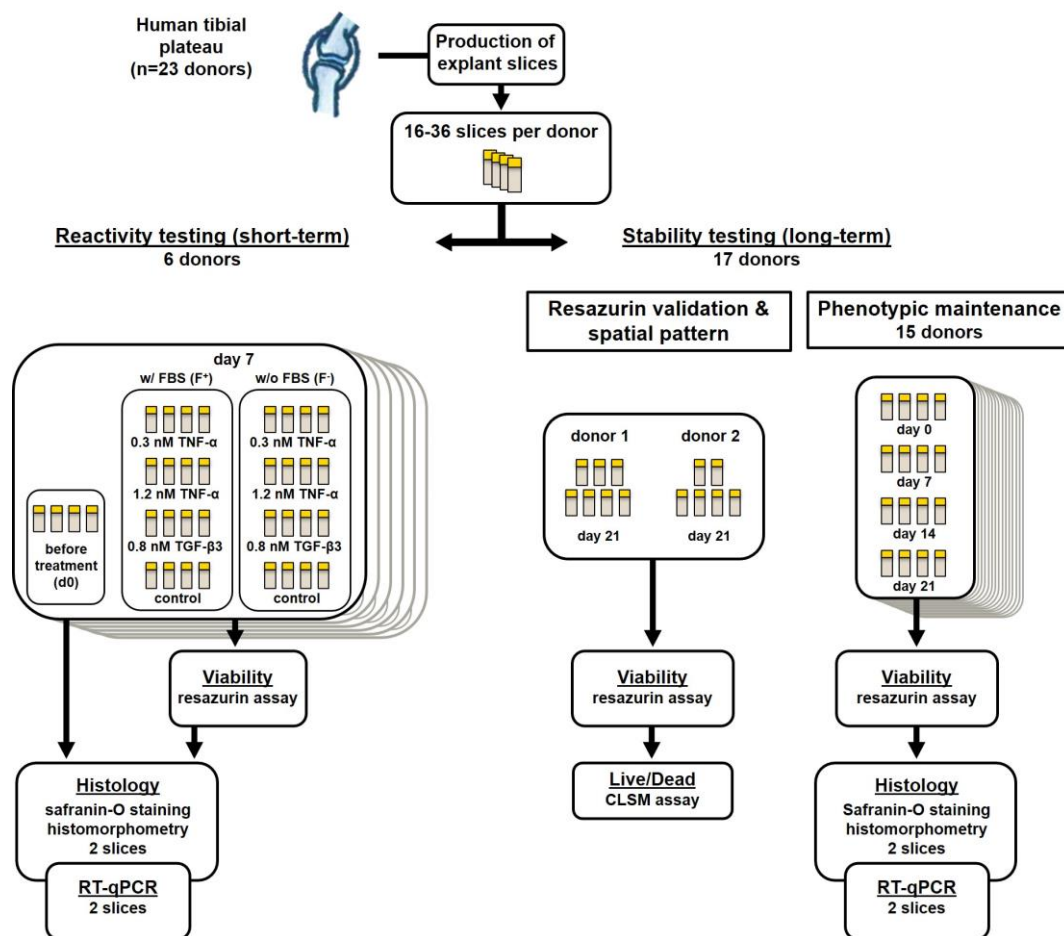 Human tibial
plateau
(n=23 donors)
Production of
explant slices
16-36 slices per donor
Reactivity testing (short-term)
6 donors
Stability testing (long-term)
17 donors
Resazurin validation &
spatial pattern
Phenotypic maintenance
15 donors
day 7
w/ FBS (F⁺)
w/o FBS (F⁻)
0.3 nM TNF-α
0.3 nM TNF-α
1.2 nM TNF-α
1.2 nM TNF-α
before
treatment
(d0)
0.8 nM TGF-β3
0.8 nM TGF-β3
control
control
donor 1
donor 2
day 21
day 21
day 0
day 7
day 14
day 21
Viability
resazurin assay
Viability
resazurin assay
Viability
resazurin assay
Histology
safranin-O staining
histomorphometry
2 slices
RT-qPCR
2 slices
Live/Dead
CLSM assay
Histology
Safranin-O staining
histomorphometry
2 slices
RT-qPCR
2 slices